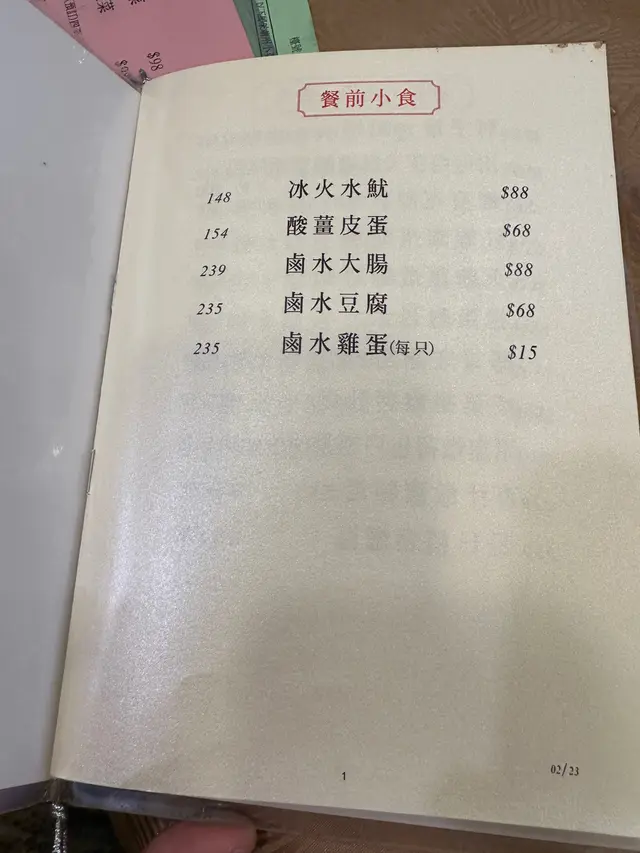 菜
$98
餐前小食
148 冰火水魷 $88
154 酸薑皮蛋 $68
239 鹵水大腸 $88
235 鹵水豆腐 $68
235 鹵水雞蛋(每只) $15
1
02/23